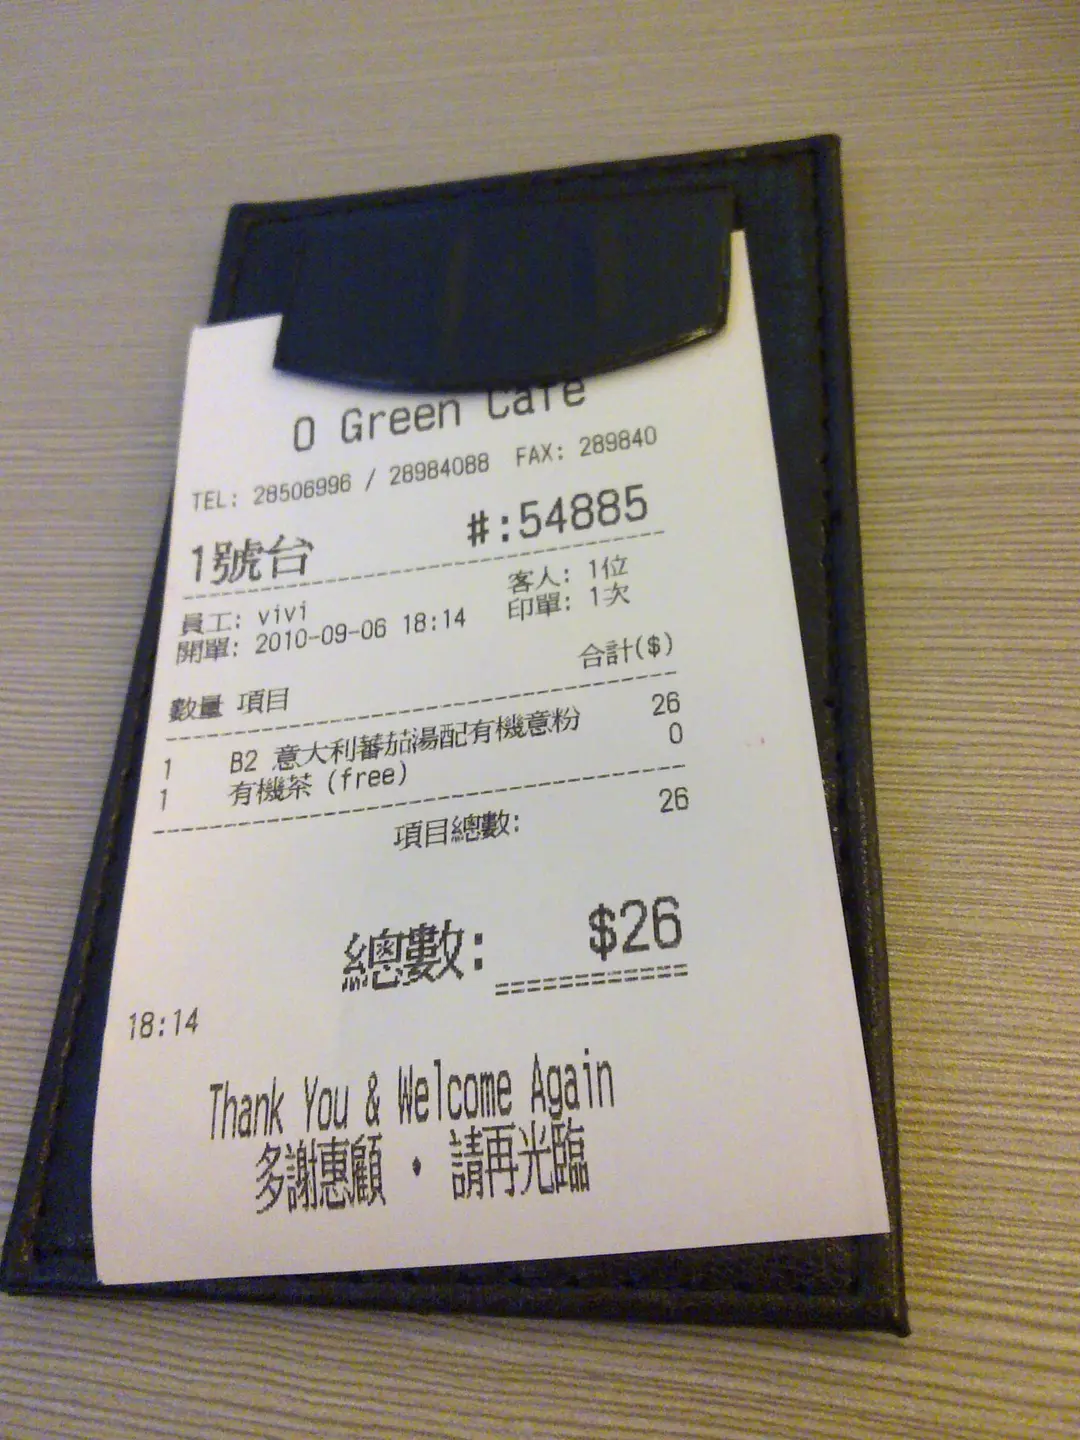 O Green Cafe
TEL: 28506996 / 28984088 FAX: 289840
1號台 #:54885
員工: vivi 客人: 1位
開單: 2010-09-06 18:14 印單: 1次
數量 項目 合計($)
1 B2 意大利蕃茄湯配有機意粉 26
1 有機茶 (free) 0
項目總數: 26
總數: $26
============
18:14
Thank You & Welcome Again
多謝惠顧 · 請再光臨